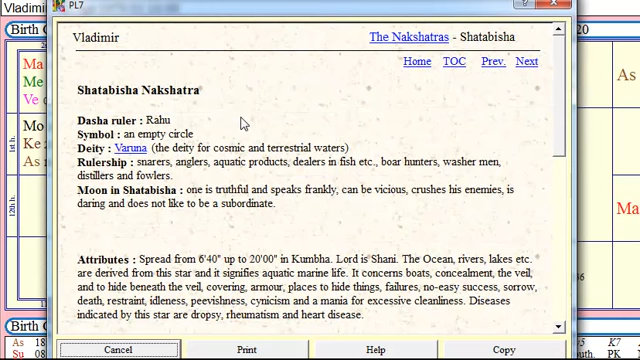 Vladimi
PL7
Birth C
20
Vladimir
The Nakshatras - Shatabisha
Home TOC Prev. Next
Shatabisha Nakshatra
Dasha ruler : Rahu
Symbol : an empty circle
Deity : Varuna (the deity for cosmic and terrestrial waters)
Rulership : snarers, anglers, aquatic products, dealers in fish etc., boar hunters, washer men,
distillers and fowlers.
Moon in Shatabisha : one is truthful and speaks frankly, can be vicious, crushes his enemies, is
daring and does not like to be a subordinate.
Attributes : Spread from 6'40" up to 20'00" in Kumbha. Lord is Shani. The Ocean, rivers, lakes etc.
are derived from this star and it signifies aquatic marine life. It concerns boats, concealment, the veil,
and to hide beneath the veil, covering, armour, places to hide things, failures, no-easy success, sorrow,
death, restraint, idleness, peevishness, cynicism and a mania for excessive cleanliness. Diseases
indicated by this star are dropsy, rheumatism and heart disease.
Cancel Print Help Copy
Ma
Me
Ve
Mo
Ke
As
1st h.
12th h.
As
Ma
Birth C
As 18
Su 08
K7
PK